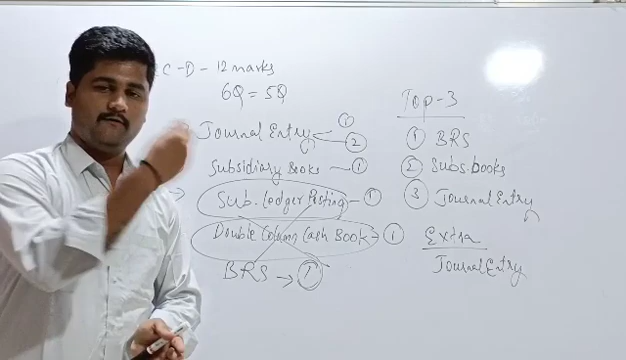 C-D - 12 marks
6Q = 5Q
Journal Entry ①
②
Subsidiary Books - ①
Sub. Ledger Posting - ①
Double Column Cash Book - ①
BRS → ①
Top-3
① BRS
② Subs. books
③ Journal Entry
Extra
Journal Entry